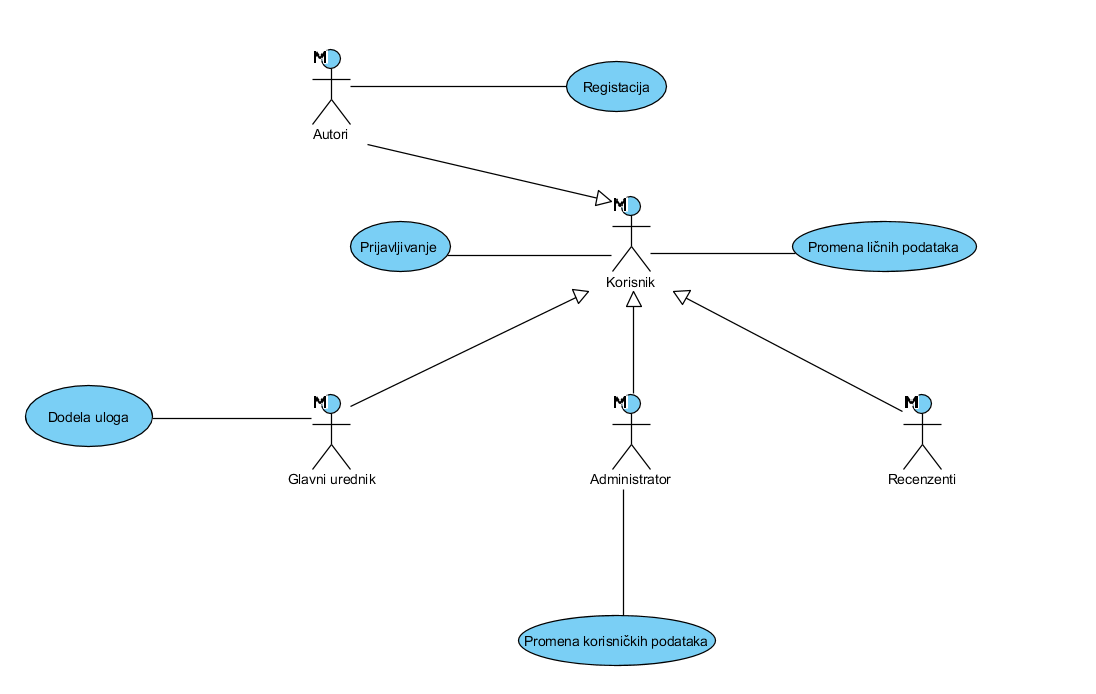 M
Registacija
Autori
M
Prijavljivanje
Promena ličnih podataka
Korisnik
M
M
M
Dodela uloga
Glavni urednik
Administrator
Recenzenti
Promena korisničkih podataka